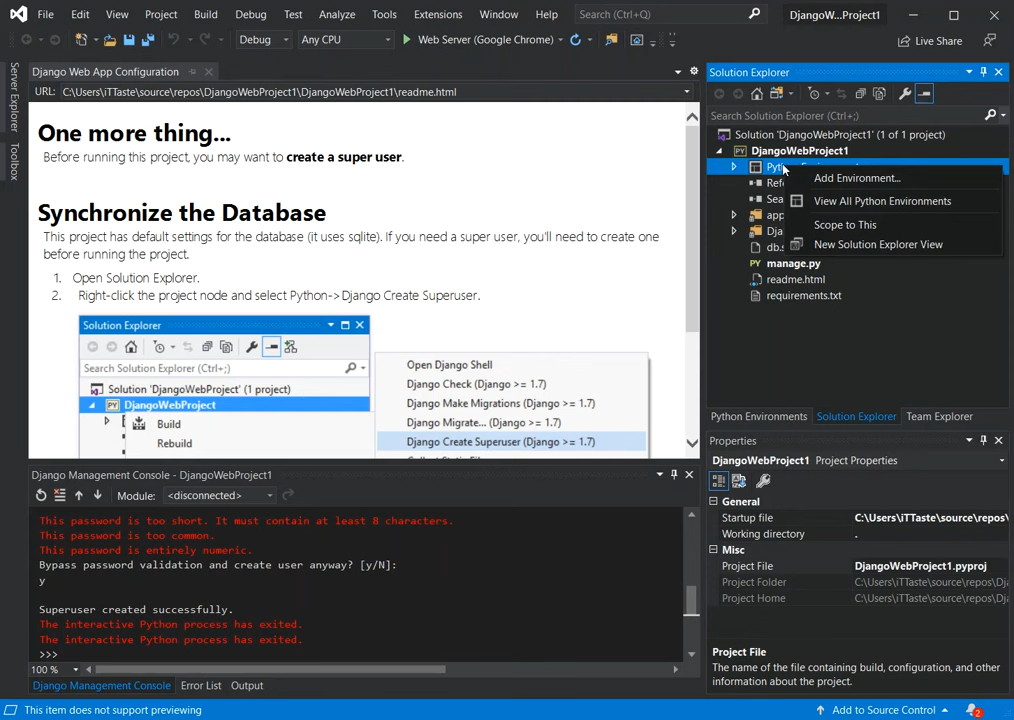 File Edit View Project Build Debug Test Analyze Tools Extensions Window Help Search (Ctrl+Q) DjangoW...Project1
Debug Any CPU Web Server (Google Chrome) Live Share
Server Explorer
Toolbox
Django Web App Configuration
URL: C:\Users\iTTaste\source\repos\DjangoWebProject1\DjangoWebProject1\readme.html
One more thing...
Before running this project, you may want to create a super user.
Synchronize the Database
This project has default settings for the database (it uses sqlite). If you need a super user, you'll need to create one
before running the project.
1. Open Solution Explorer.
2. Right-click the project node and select Python->Django Create Superuser.
Solution Explorer
Search Solution Explorer (Ctrl+;)
Solution 'DjangoWebProject' (1 project)
PY DjangoWebProject
Build
Rebuild
Open Django Shell
Django Check (Django >= 1.7)
Django Make Migrations (Django >= 1.7)
Django Migrate... (Django >= 1.7)
Django Create Superuser (Django >= 1.7)
Django Management Console - DjangoWebProject1
Module: <disconnected>
This password is too short. It must contain at least 8 characters.
This password is too common.
This password is entirely numeric.
Bypass password validation and create user anyway? [y/N]:
y
Superuser created successfully.
The interactive Python process has exited.
The interactive Python process has exited.
>>>
100 %
Django Management Console Error List Output
Solution Explorer
Search Solution Explorer (Ctrl+;)
Solution 'DjangoWebProject1' (1 of 1 project)
PY DjangoWebProject1
Add Environment...
View All Python Environments
Scope to This
New Solution Explorer View
PY manage.py
readme.html
requirements.txt
Python Environments Solution Explorer Team Explorer
Properties
DjangoWebProject1 Project Properties
General
Startup file C:\Users\iTTaste\source\repos\
Working directory .
Misc
Project File DjangoWebProject1.pyproj
Project Folder C:\Users\iTTaste\source\repos\Dj
Project Home C:\Users\iTTaste\source\repos\Dj
Project File
The name of the file containing build, configuration, and other
information about the project.
This item does not support previewing Add to Source Control 2